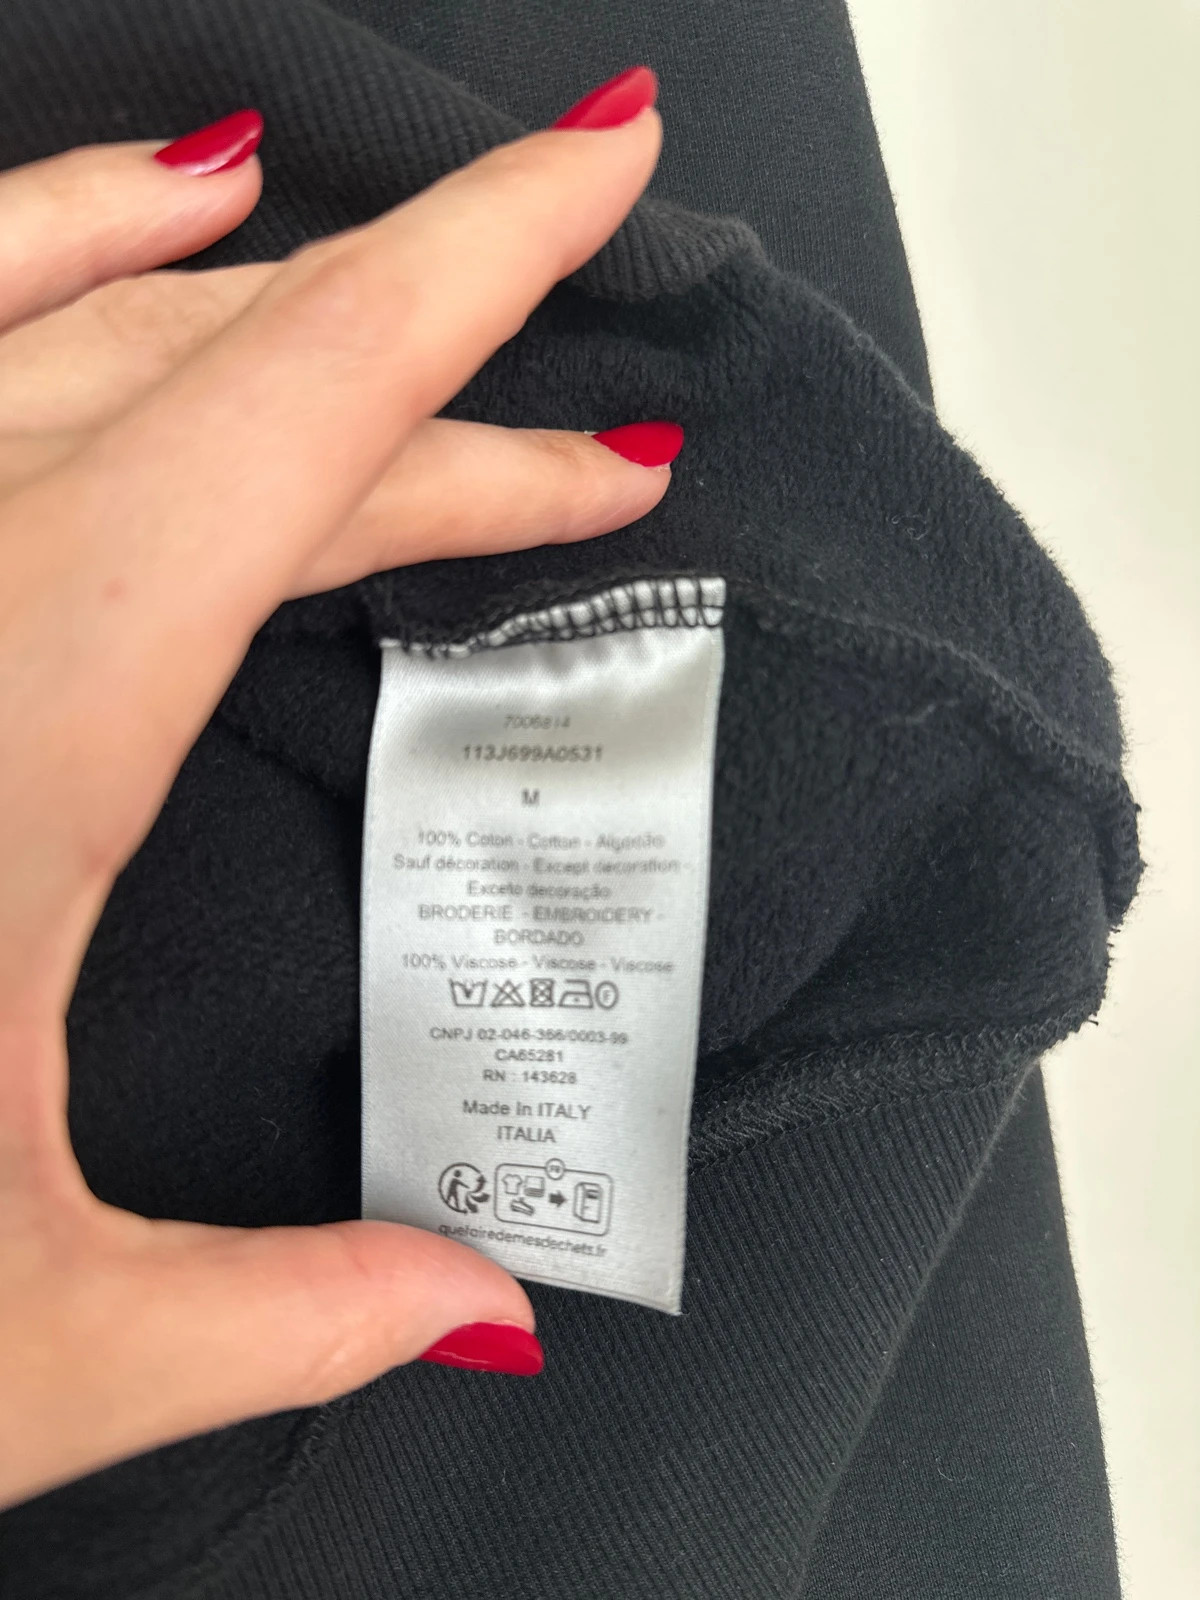 7006814
113J699A0531
M
100% Coton - Cotton - Algodão
Sauf décoration - Except decoration -
Exceto decoração
BRODERIE - EMBROIDERY -
BORDADO
100% Viscose - Viscose - Viscose
F
CNPJ 02-046-366/0003-99
CA65281
RN : 143628
Made In ITALY
ITALIA
FR
quefairedemesdechets.fr